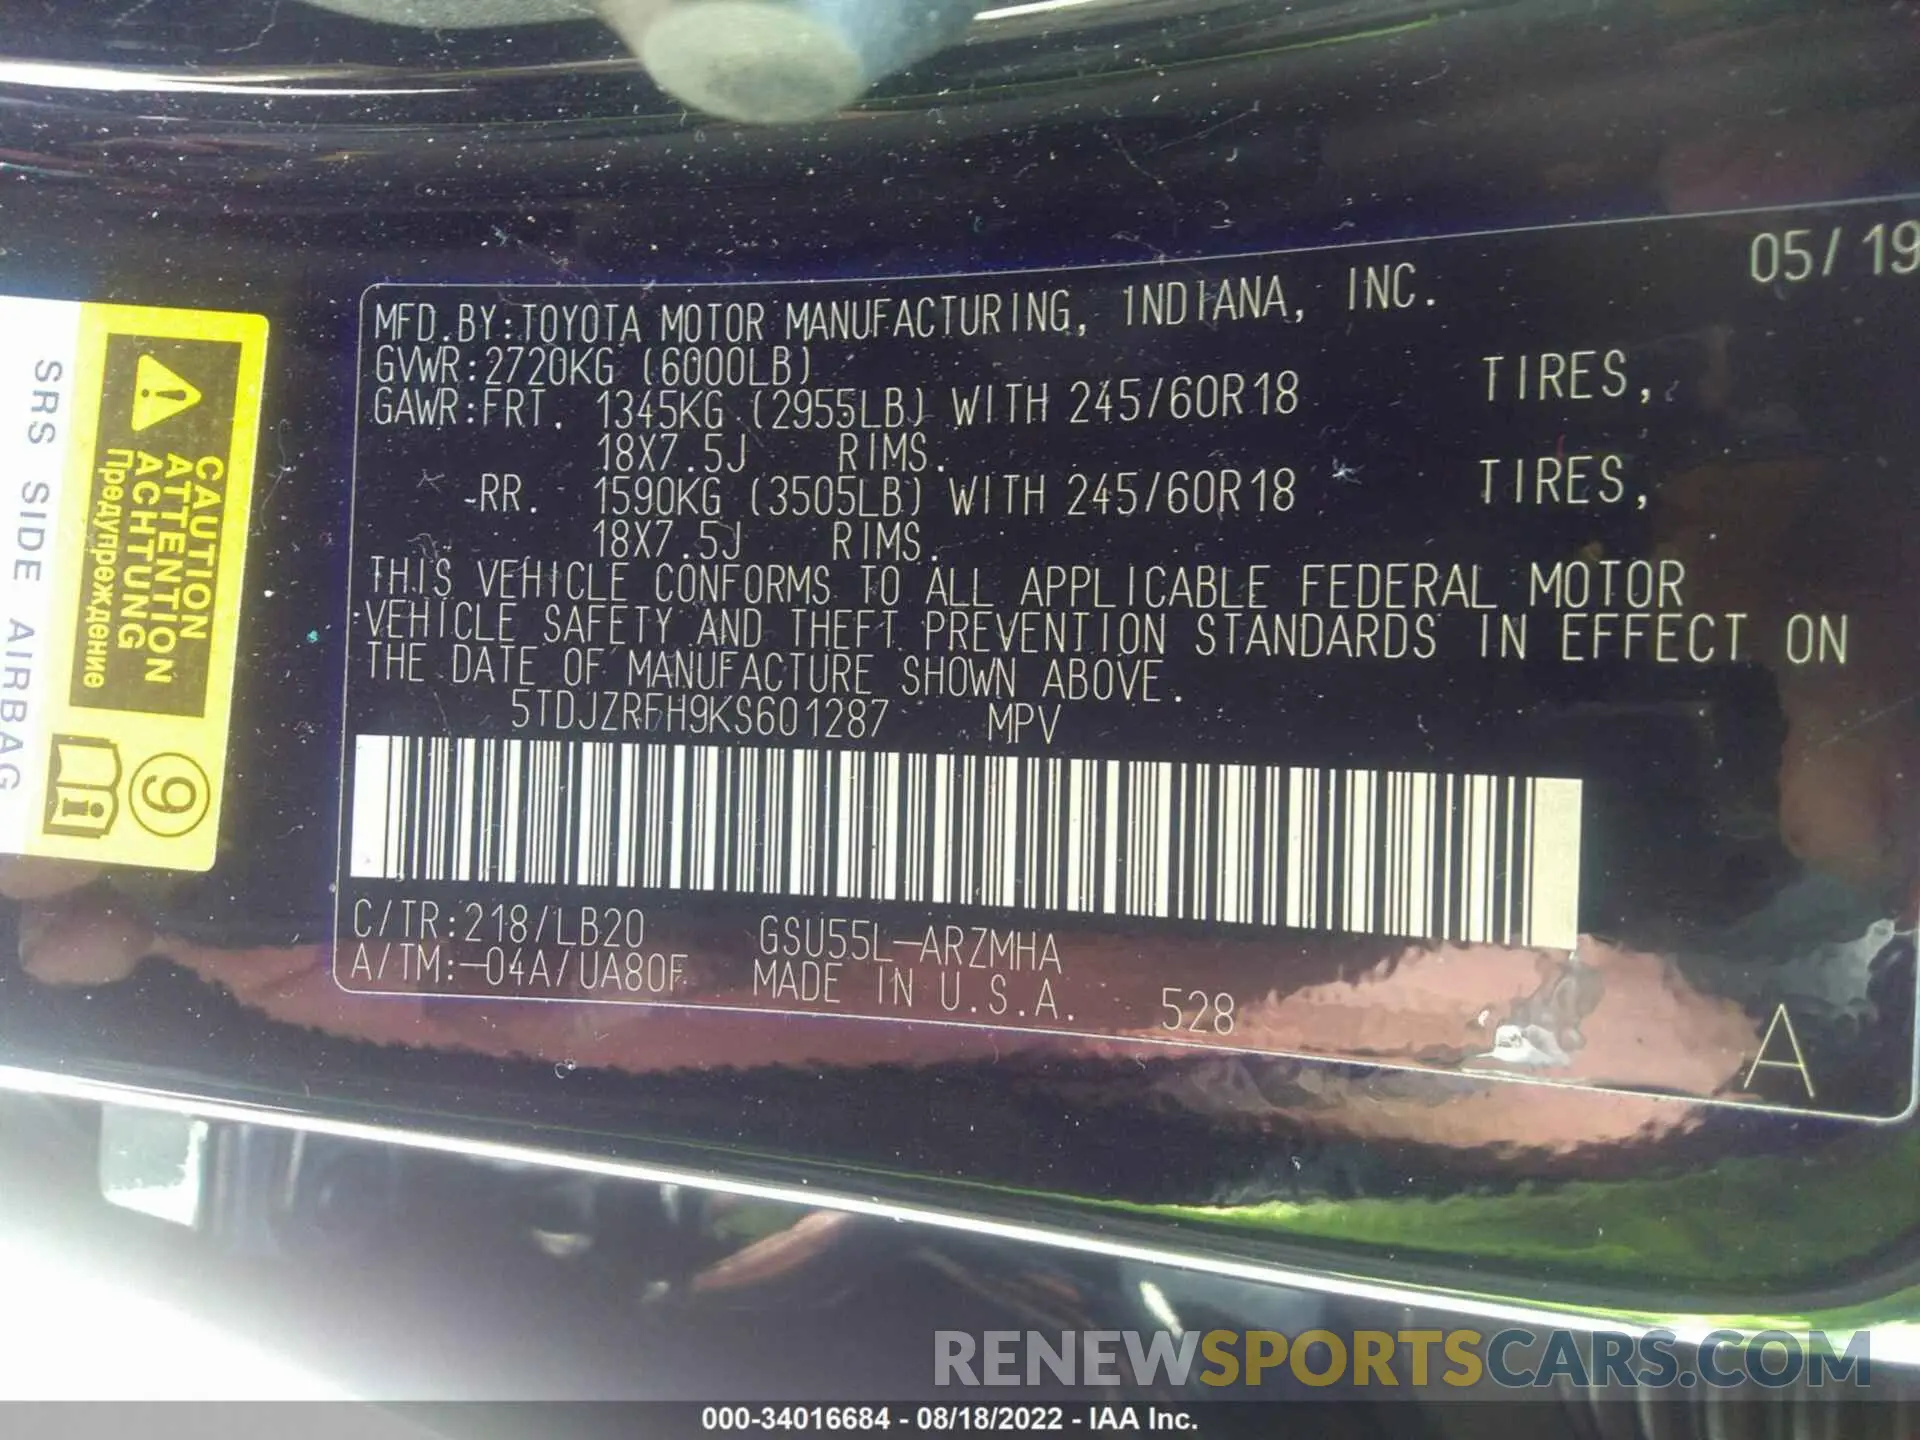 05/19
MFD.BY:TOYOTA MOTOR MANUFACTURING, INDIANA, INC.
GVWR:2720KG (6000LB)
GAWR:FRT. 1345KG (2955LB) WITH 245/60R18 TIRES,
18X7.5J RIMS.
RR. 1590KG (3505LB) WITH 245/60R18 TIRES,
18X7.5J RIMS.
THIS VEHICLE CONFORMS TO ALL APPLICABLE FEDERAL MOTOR
VEHICLE SAFETY AND THEFT PREVENTION STANDARDS IN EFFECT ON
THE DATE OF MANUFACTURE SHOWN ABOVE.
5TDJZRFH9KS601287 MPV
C/TR:218/LB20 GSU55L-ARZMHA
A/TM:-04A/UA80F MADE IN U.S.A. 528
A
CAUTION
ATTENTION
ACHTUNG
Предупреждение
9
i
SRS SIDE AIRBAG
RENEWSPORTSCARS.COM
000-34016684 - 08/18/2022 - IAA Inc.